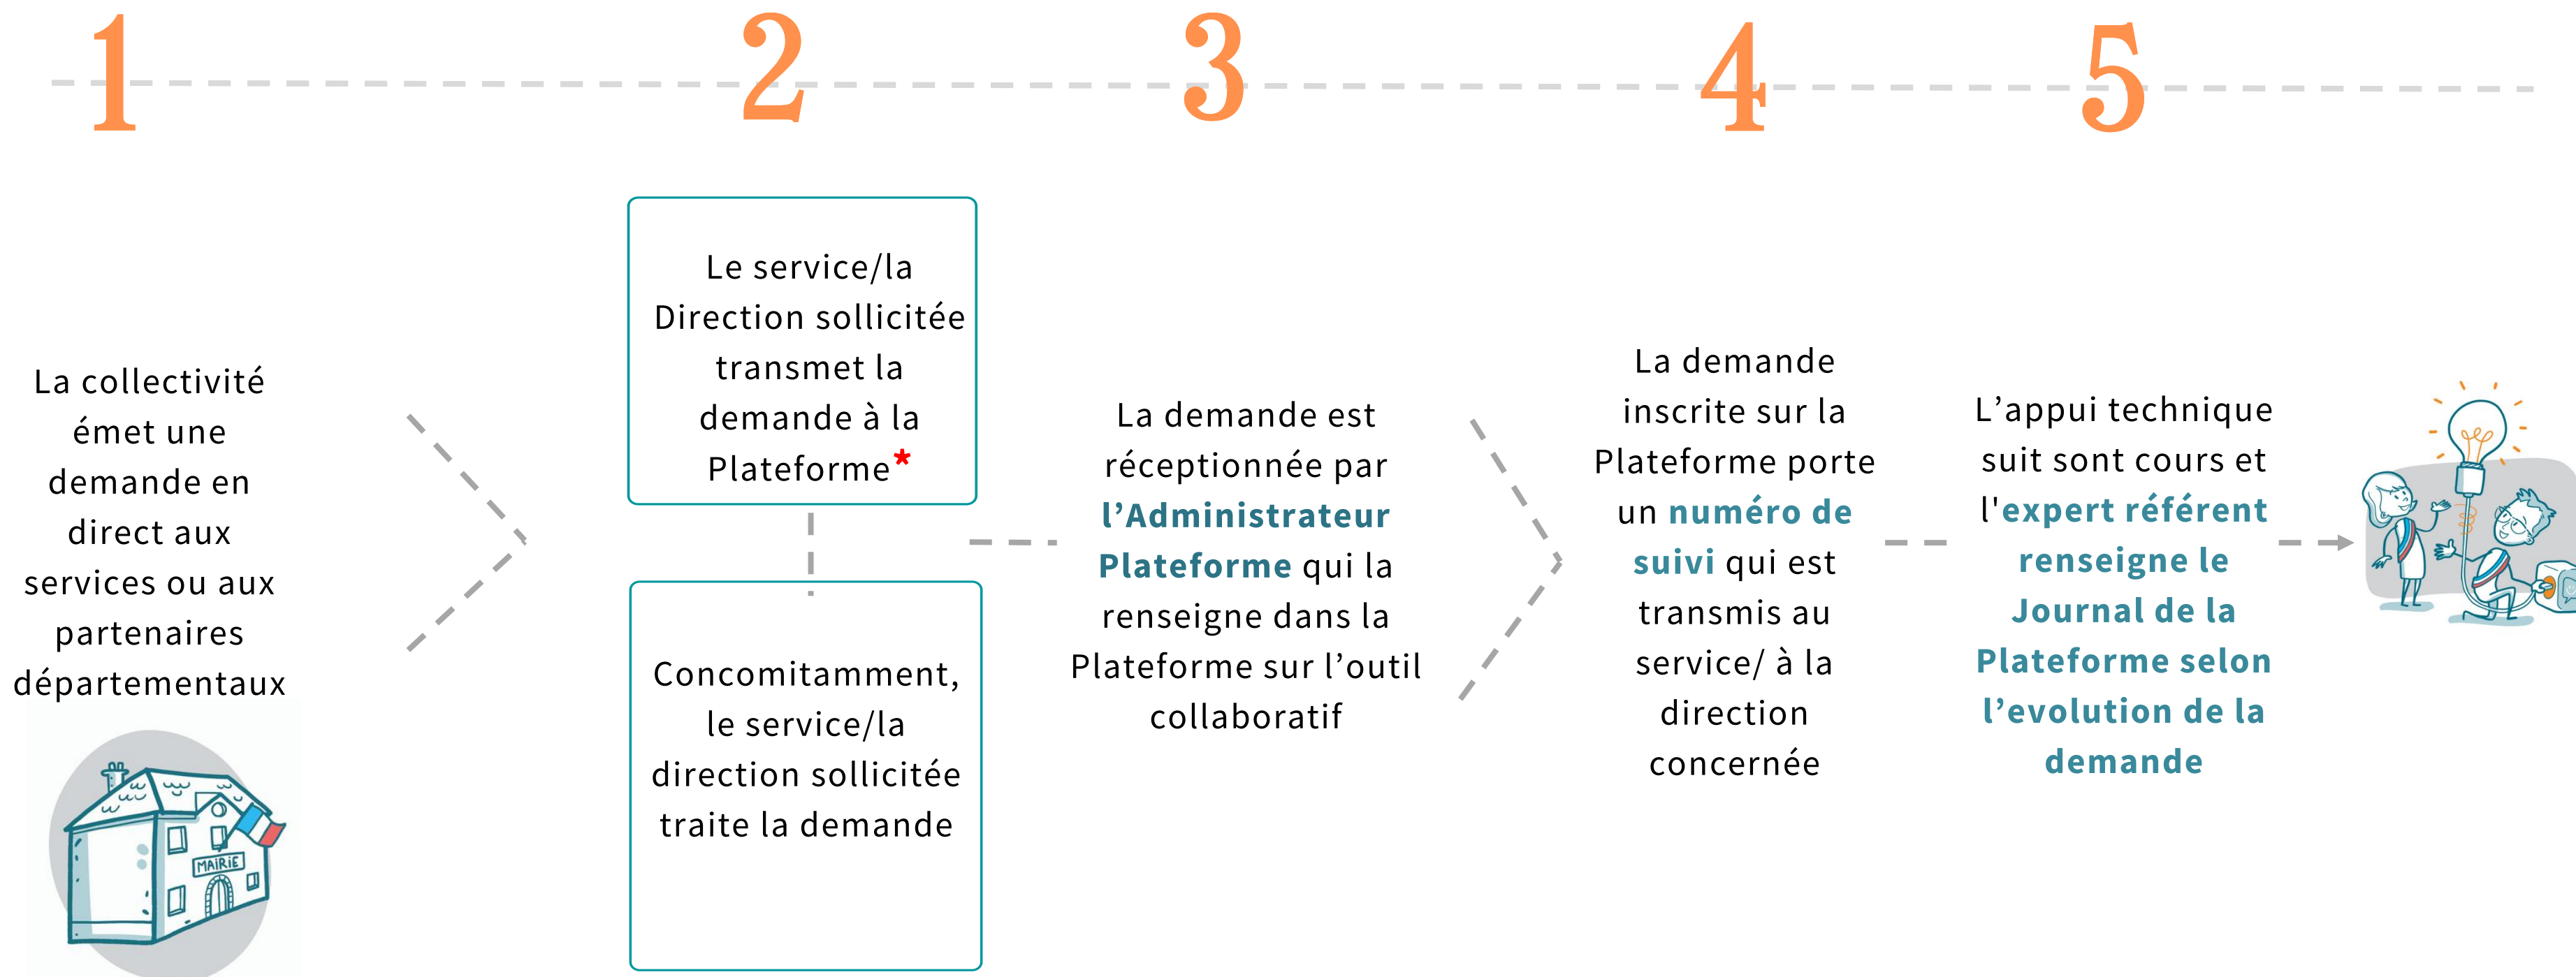 1
2
3
4
5
La collectivité
émet une
demande en
direct aux
services ou aux
partenaires
départementaux
MAIRIE
Le service/la
Direction sollicitée
transmet la
demande à la
Plateforme*
Concomitamment,
le service/la
direction sollicitée
traite la demande
La demande est
réceptionnée par
l’Administrateur
Plateforme qui la
renseigne dans la
Plateforme sur l’outil
collaboratif
La demande
inscrite sur la
Plateforme porte
un numéro de
suivi qui est
transmis au
service/ à la
direction
concernée
L’appui technique
suit sont cours et
l'expert référent
renseigne le
Journal de la
Plateforme selon
l’evolution de la
demande